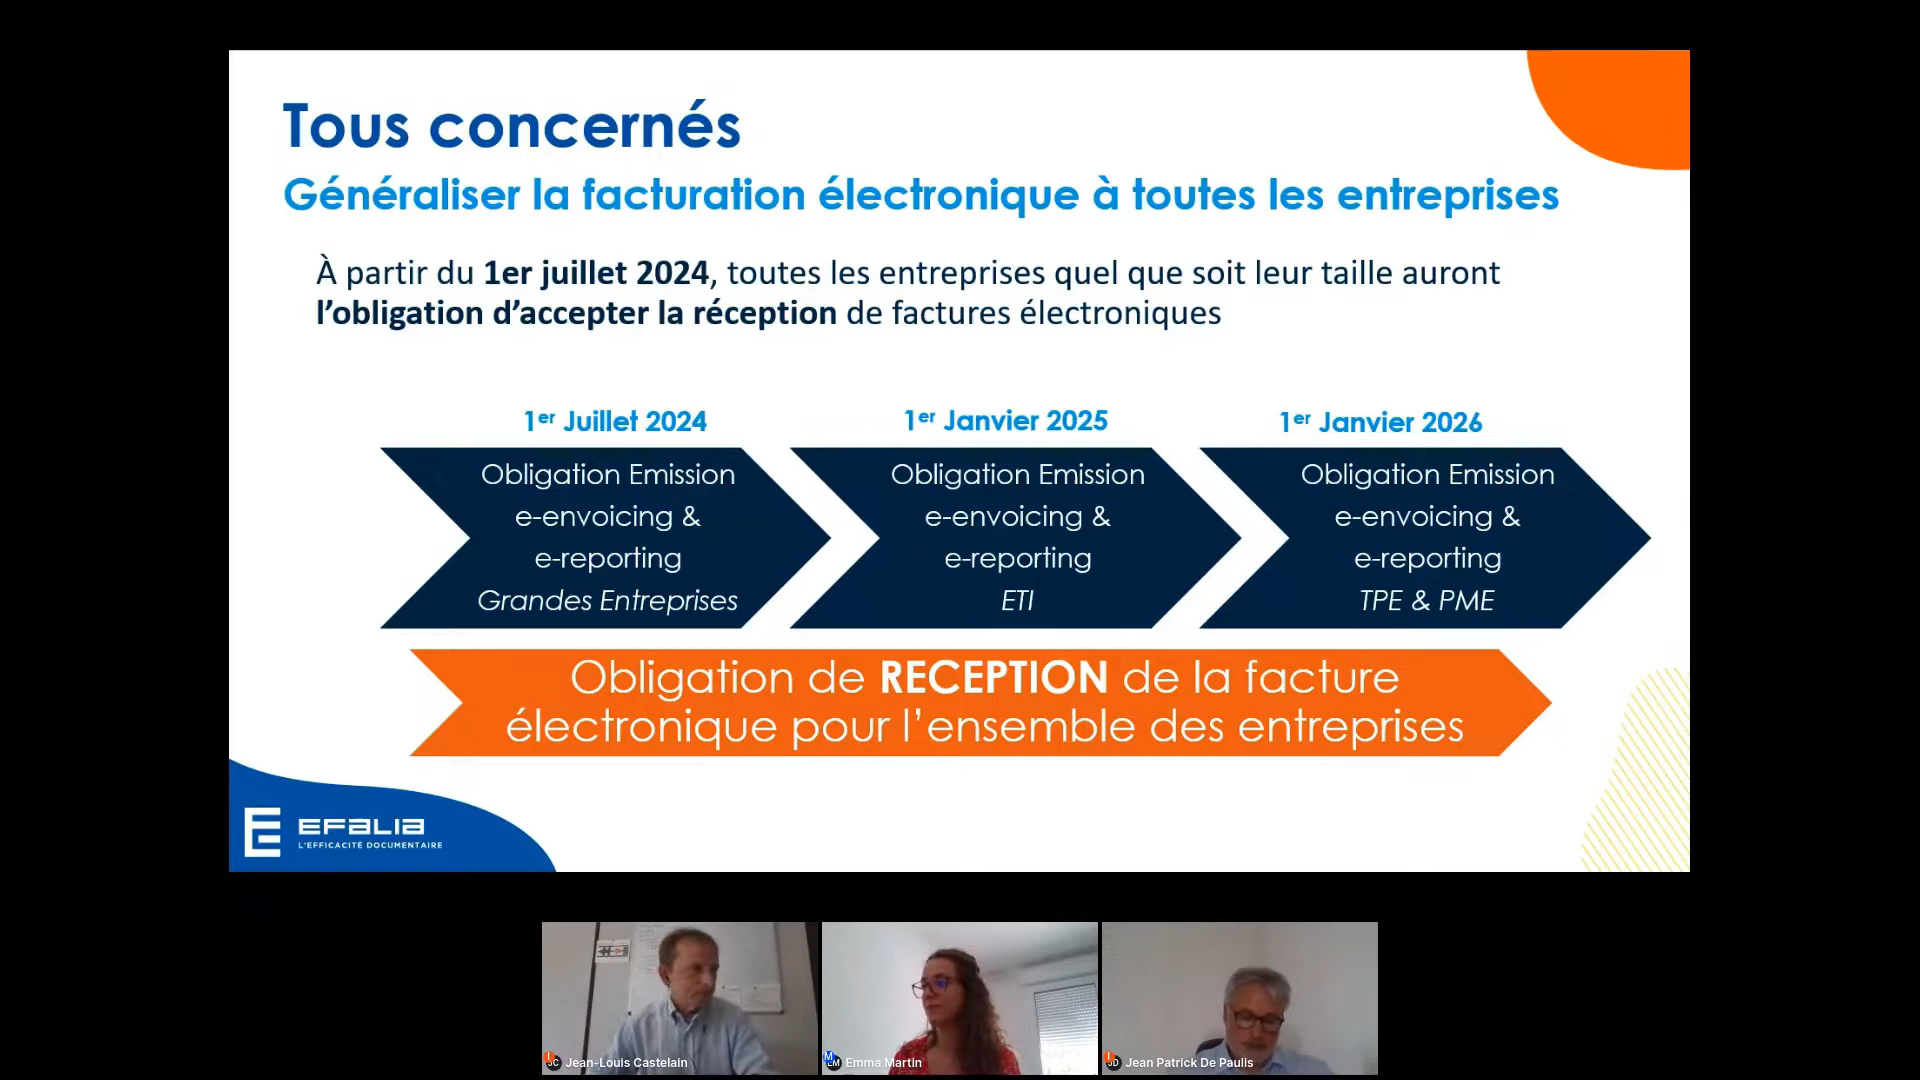 Tous concernés
Généraliser la facturation électronique à toutes les entreprises
À partir du 1er juillet 2024, toutes les entreprises quel que soit leur taille auront
l’obligation d’accepter la réception de factures électroniques
1er Juillet 2024
1er Janvier 2025
1er Janvier 2026
Obligation Emission
e-envoicing &
e-reporting
Grandes Entreprises
Obligation Emission
e-envoicing &
e-reporting
ETI
Obligation Emission
e-envoicing &
e-reporting
TPE & PME
Obligation de RECEPTION de la facture
électronique pour l’ensemble des entreprises
EFALIA
L'EFFICACITÉ DOCUMENTAIRE
Jean-Louis Castelain
Emma Martin
Jean Patrick De Paulis